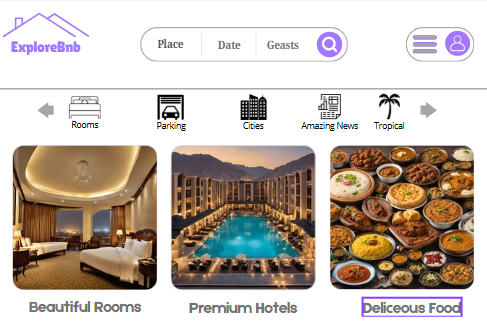 ExploreBnb
Place Date Geasts
Rooms Parking Cities Amazing News Tropical
Beautiful Rooms Premium Hotels Deliceous Food